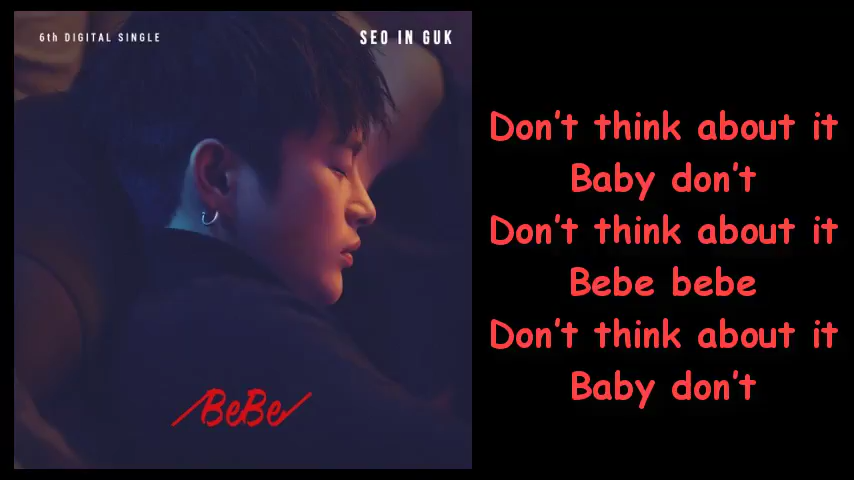 6th DIGITAL SINGLE
SEO IN GUK
BeBe
Don't think about it
Baby don't
Don't think about it
Bebe bebe
Don't think about it
Baby don't